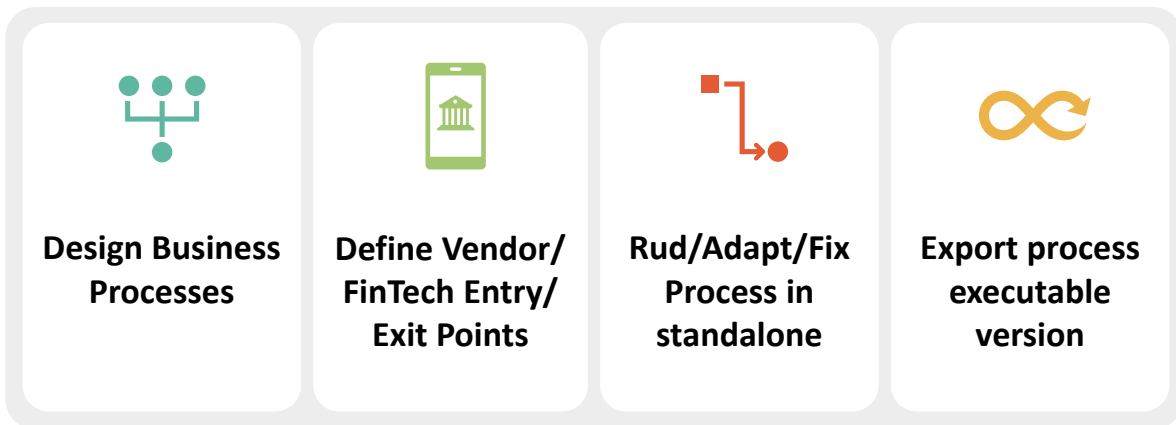 Design Business
Processes
Define Vendor/
FinTech Entry/
Exit Points
Rud/Adapt/Fix
Process in
standalone
Export process
executable
version